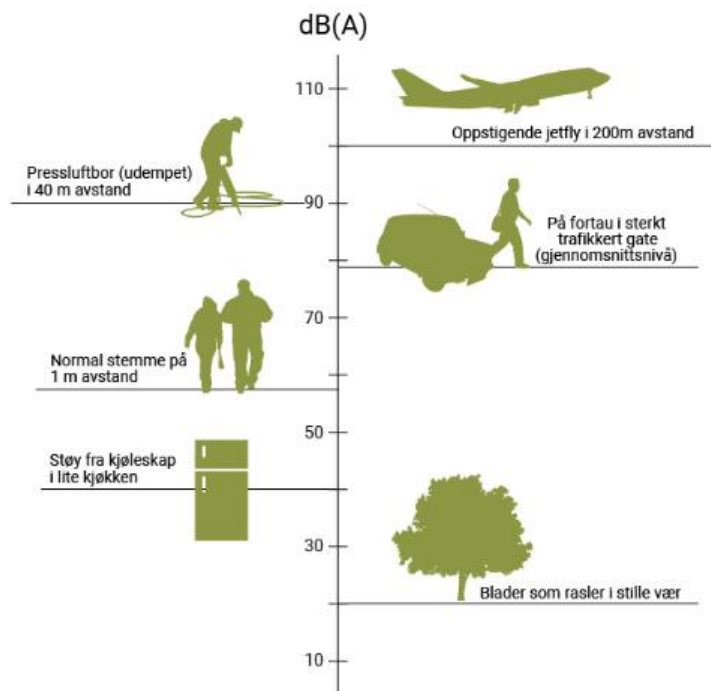 dB(A)
110
Oppstigende jetfly i 200m avstand
Pressluftbor (udempet)
i 40 m avstand
90
På fortau i sterkt
trafikkert gate
(gjennomsnittsnivå)
70
Normal stemme på
1 m avstand
50
Støy fra kjøleskap
i lite kjøkken
30
Blader som rasler i stille vær
10